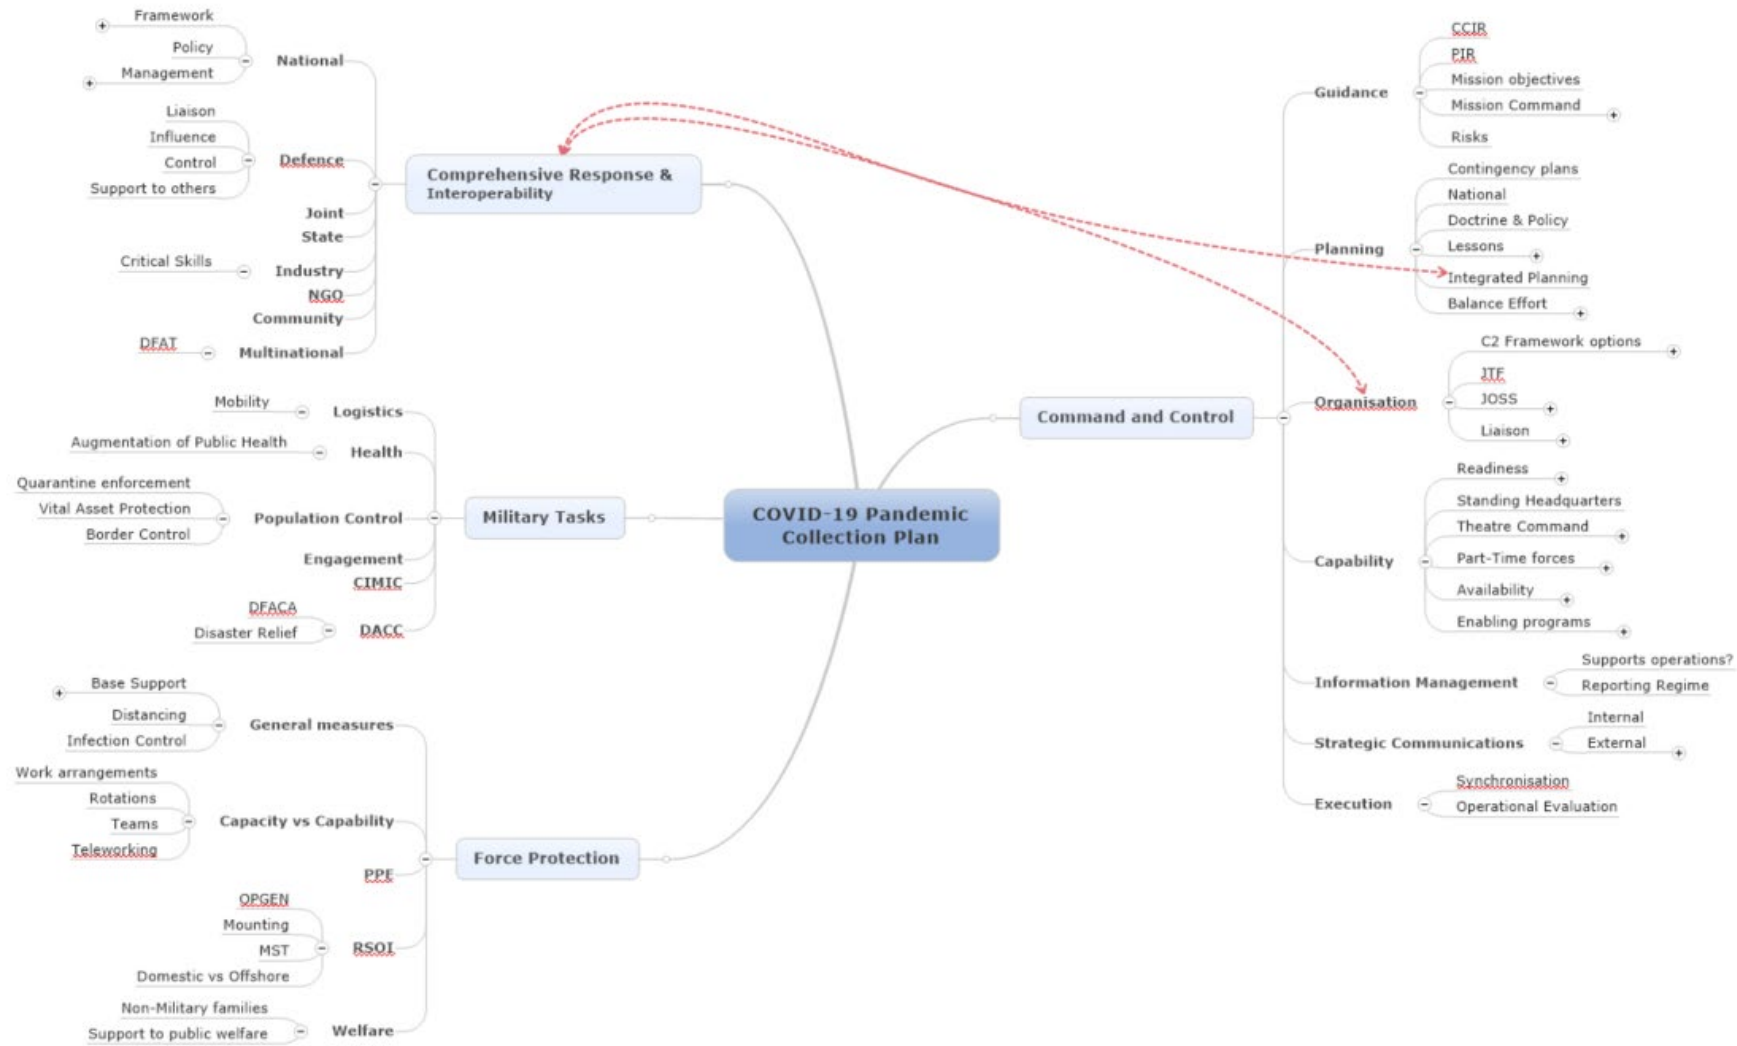 COVID-19 Pandemic
Collection Plan
Comprehensive Response &
Interoperability
National
Framework
Policy
Management
Defence
Liaison
Influence
Control
Support to others
Joint
State
Industry
Critical Skills
NGO
Community
Multinational
DFAT
Military Tasks
Logistics
Mobility
Health
Augmentation of Public Health
Population Control
Quarantine enforcement
Vital Asset Protection
Border Control
Engagement
CIMIC
DACC
DFACA
Disaster Relief
Force Protection
General measures
Base Support
Distancing
Infection Control
Capacity vs Capability
Work arrangements
Rotations
Teams
Teleworking
PPE
RSOI
OPGEN
Mounting
MST
Domestic vs Offshore
Welfare
Non-Military families
Support to public welfare
Command and Control
Guidance
CCIR
PIR
Mission objectives
Mission Command
Risks
Planning
Contingency plans
National
Doctrine & Policy
Lessons
Integrated Planning
Balance Effort
Organisation
C2 Framework options
JTF
JOSS
Liaison
Capability
Readiness
Standing Headquarters
Theatre Command
Part-Time forces
Availability
Enabling programs
Information Management
Supports operations?
Reporting Regime
Strategic Communications
Internal
External
Execution
Synchronisation
Operational Evaluation